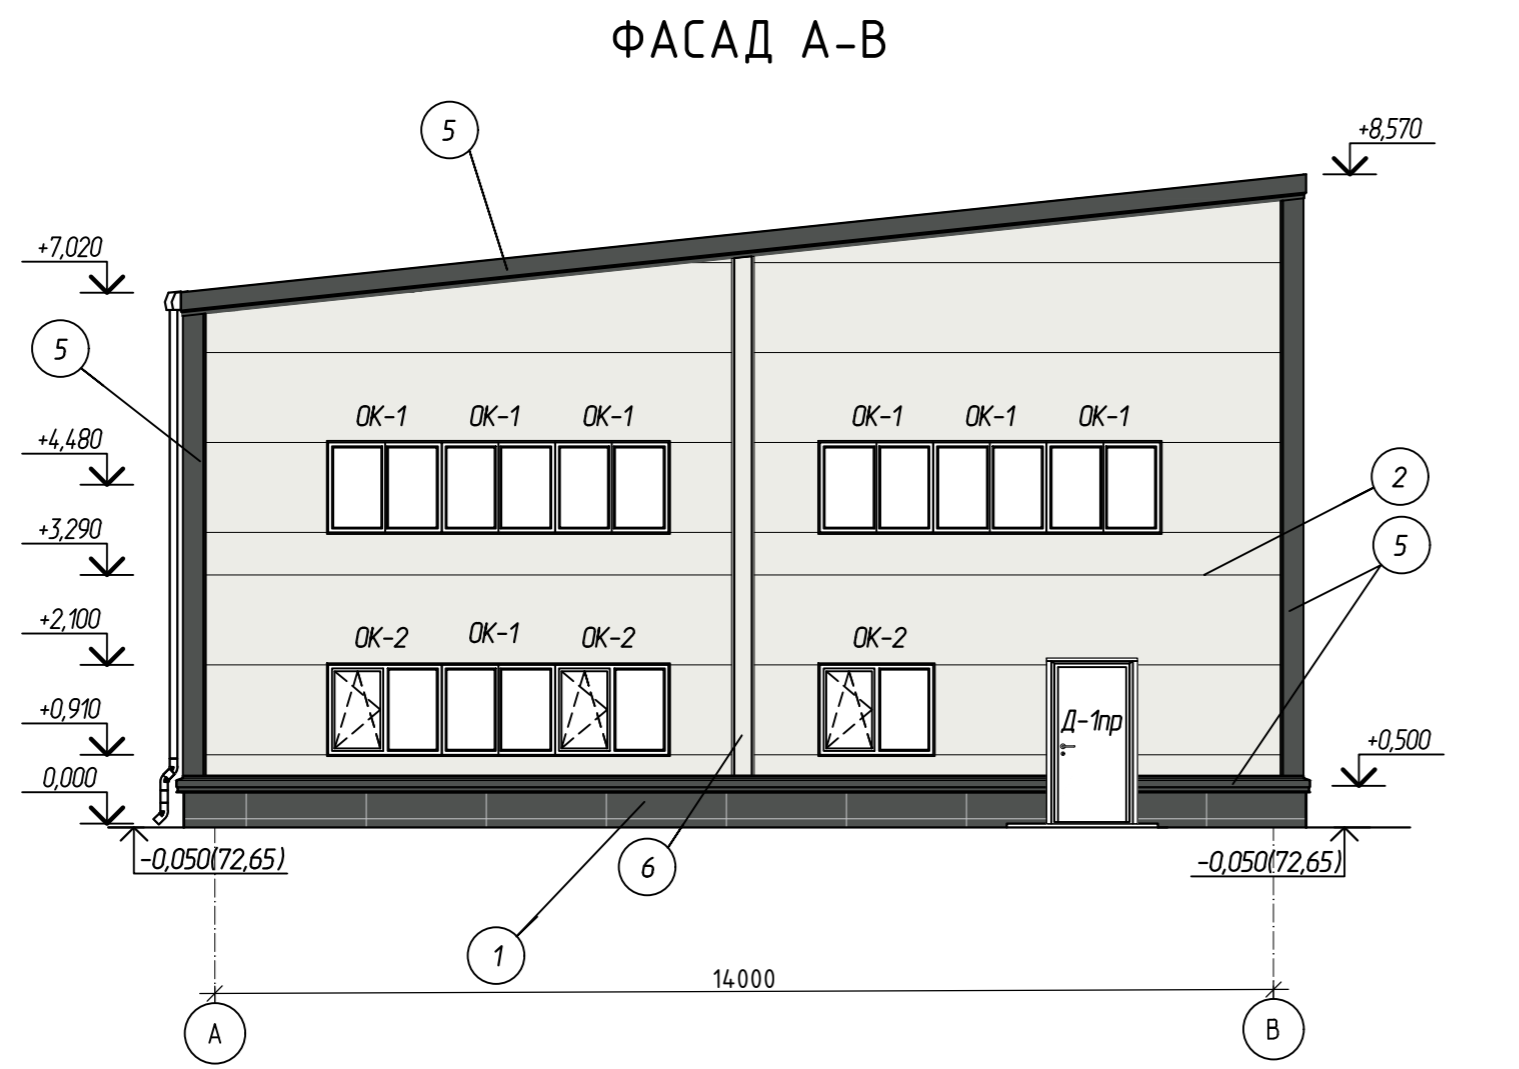 ФАСАД А-В
5
+8,570
+7,020
5
ОК-1 ОК-1 ОК-1 ОК-1 ОК-1 ОК-1
+4,480
2
+3,290
5
+2,100
ОК-2 ОК-1 ОК-2 ОК-2
+0,910
Д-1пр
+0,500
0,000
-0,050(72,65)
-0,050(72,65)
6
1
14000
А
В